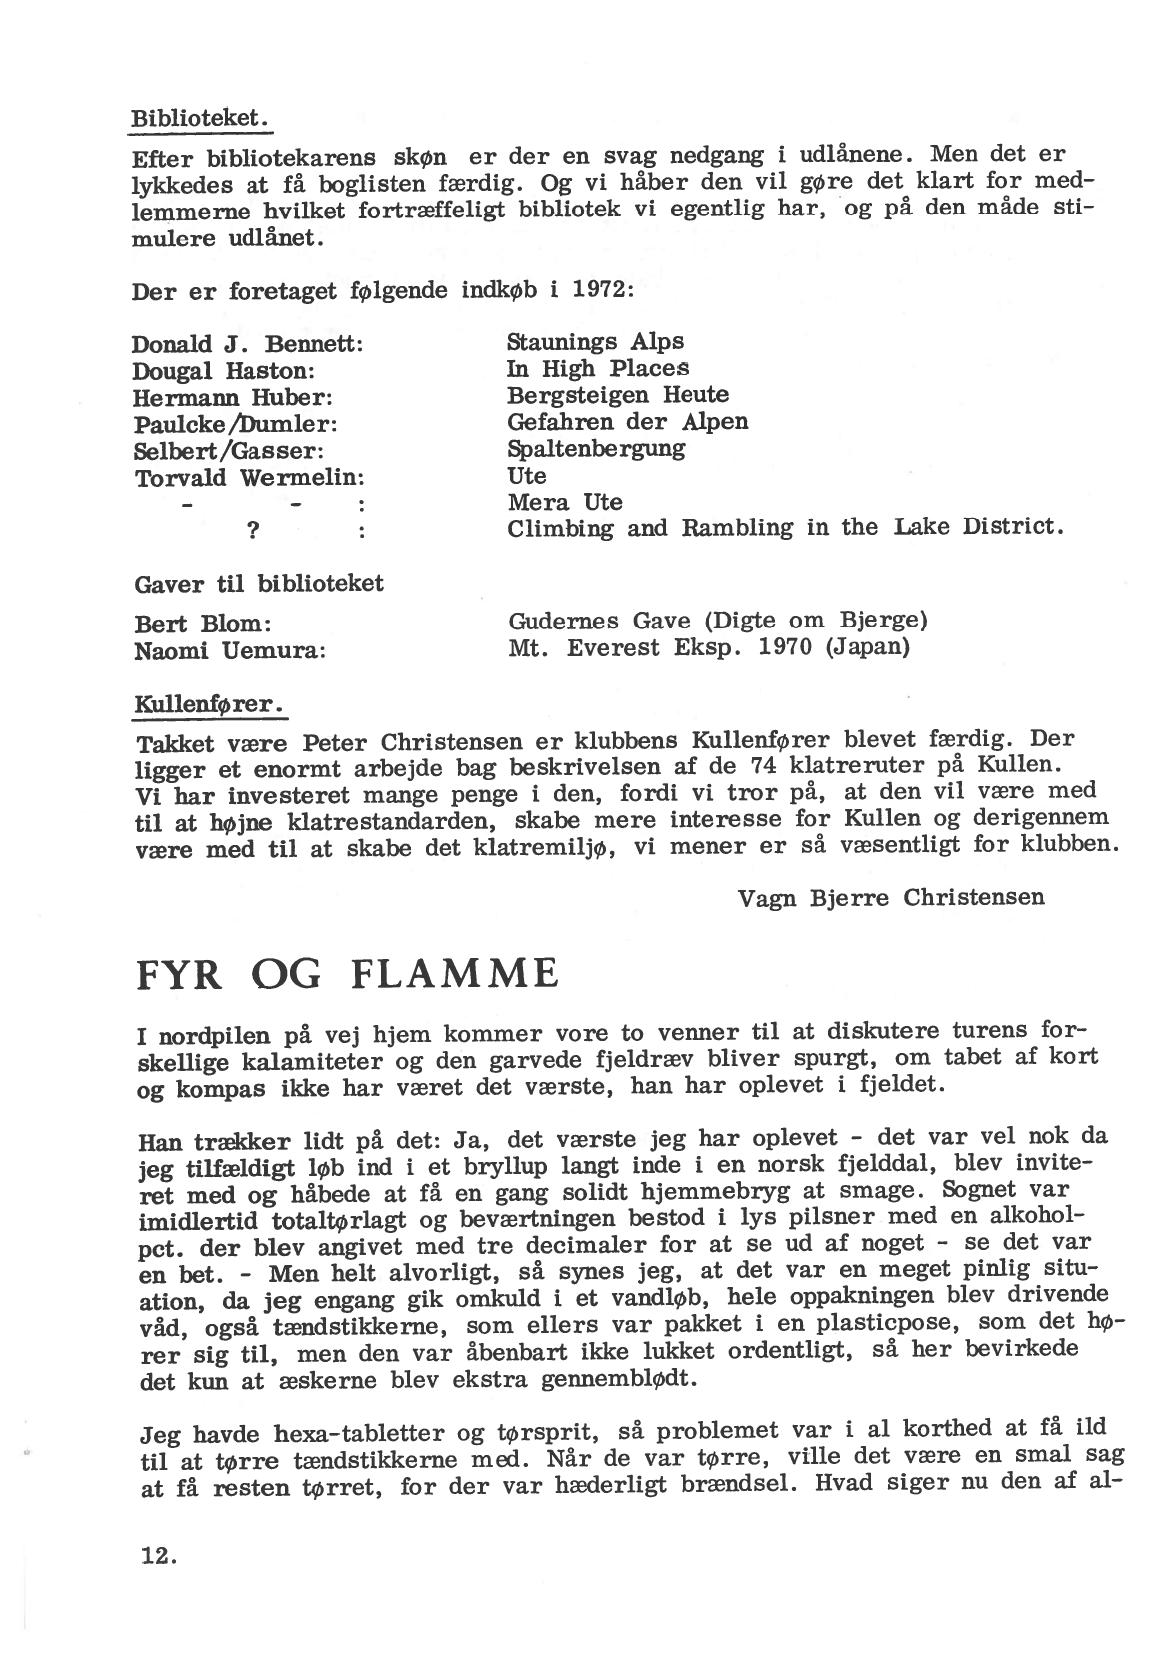 Biblioteket.
Efter bibliotekarens skøn er der en svag nedgang i udlånene. Men det er
lykkedes at få boglisten færdig. Og vi håber den vil gøre det klart for med-
lemmerne hvilket fortræffeligt bibliotek vi egentlig har, og på den måde sti-
mulere udlånet.
Der er foretaget følgende indkøb i 1972:
Donald J. Bennett: Staunings Alps
Dougal Haston: In High Places
Hermann Huber: Bergsteigen Heute
Paulcke/Dumler: Gefahren der Alpen
Selbert/Gasser: Spaltenbergung
Torvald Wermelin: Ute
- - : Mera Ute
? : Climbing and Rambling in the Lake District.
Gaver til biblioteket
Bert Blom: Gudernes Gave (Digte om Bjerge)
Naomi Uemura: Mt. Everest Eksp. 1970 (Japan)
Kullenfører.
Takket være Peter Christensen er klubbens Kullenfører blevet færdig. Der
ligger et enormt arbejde bag beskrivelsen af de 74 klatreruter på Kullen.
Vi har investeret mange penge i den, fordi vi tror på, at den vil være med
til at højne klatrestandarden, skabe mere interesse for Kullen og derigennem
være med til at skabe det klatremiljø, vi mener er så væsentligt for klubben.
Vagn Bjerre Christensen
FYR OG FLAMME
I nordpilen på vej hjem kommer vore to venner til at diskutere turens for-
skellige kalamiteter og den garvede fjeldræv bliver spurgt, om tabet af kort
og kompas ikke har været det værste, han har oplevet i fjeldet.
Han trækker lidt på det: Ja, det værste jeg har oplevet - det var vel nok da
jeg tilfældigt løb ind i et bryllup langt inde i en norsk fjelddal, blev invite-
ret med og håbede at få en gang solidt hjemmebryg at smage. Sognet var
imidlertid totaltørlagt og beværtningen bestod i lys pilsner med en alkohol-
pct. der blev angivet med tre decimaler for at se ud af noget - se det var
en bet. - Men helt alvorligt, så synes jeg, at det var en meget pinlig situ-
ation, da jeg engang gik omkuld i et vandløb, hele oppakningen blev drivende
våd, også tændstikkerne, som ellers var pakket i en plasticpose, som det hø-
rer sig til, men den var åbenbart ikke lukket ordentligt, så her bevirkede
det kun at æskerne blev ekstra gennemblødt.
Jeg havde hexa-tabletter og tørsprit, så problemet var i al korthed at få ild
til at tørre tændstikkerne med. Når de var tørre, ville det være en smal sag
at få resten tørret, for der var hæderligt brændsel. Hvad siger nu den af al-
12.